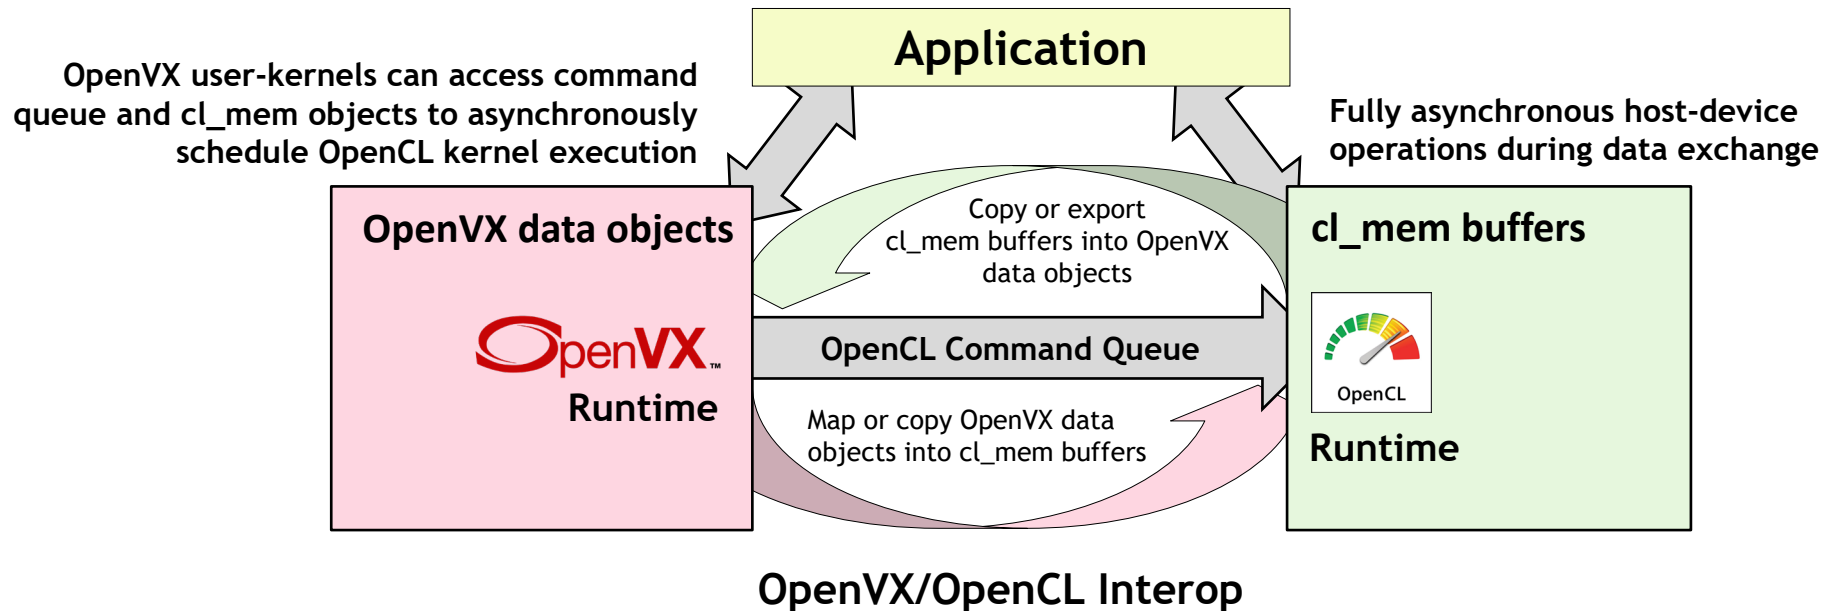 Application
OpenVX user-kernels can access command
queue and cl_mem objects to asynchronously
schedule OpenCL kernel execution
Fully asynchronous host-device
operations during data exchange
OpenVX data objects
OpenVX™
Runtime
Copy or export
cl_mem buffers into OpenVX
data objects
OpenCL Command Queue
Map or copy OpenVX data
objects into cl_mem buffers
cl_mem buffers
OpenCL
Runtime
OpenVX/OpenCL Interop